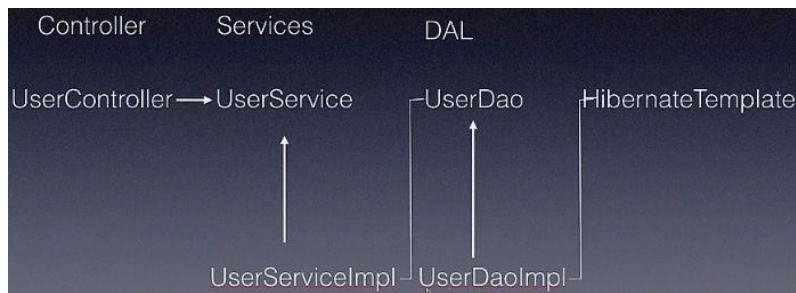 Controller Services DAL
UserController UserService UserDao HibernateTemplate
UserServiceImpl UserDaoImpl